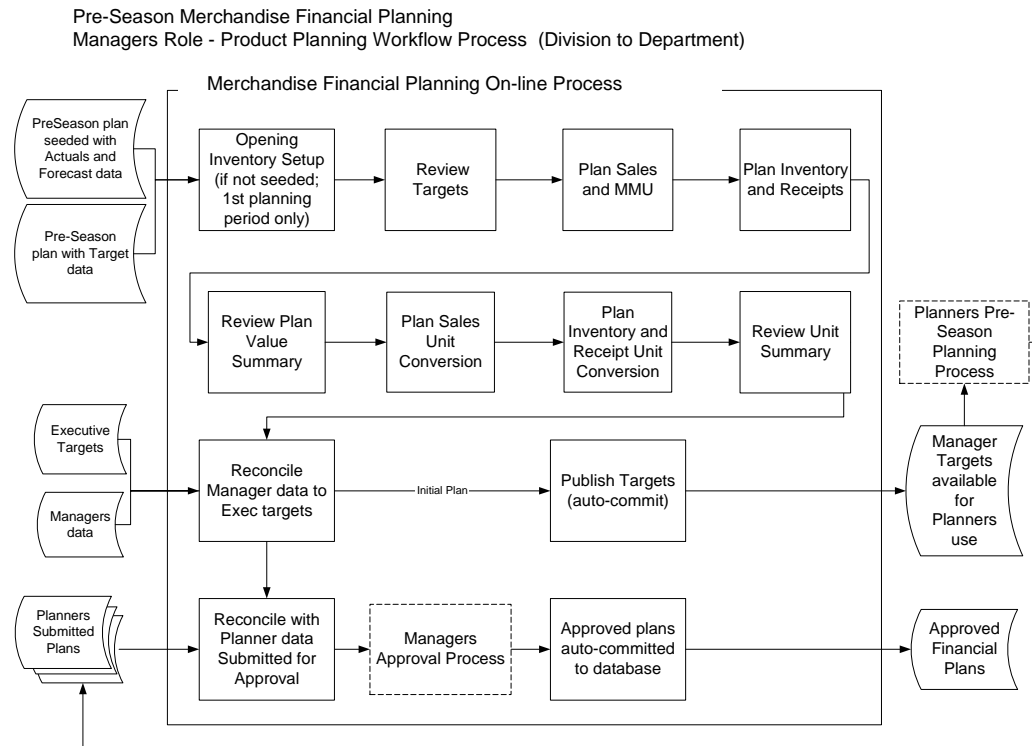 Pre-Season Merchandise Financial Planning
Managers Role - Product Planning Workflow Process  (Division to Department)
Merchandise Financial Planning On-line Process
PreSeason plan
seeded with
Actuals and
Forecast data
Pre-Season
plan with Target
data
Opening
Inventory Setup
(if not seeded;
1st planning
period only)
Review
Targets
Plan Sales
and MMU
Plan Inventory
and Receipts
Review Plan
Value
Summary
Plan Sales
Unit
Conversion
Plan
Inventory and
Receipt Unit
Conversion
Review Unit
Summary
Planners Pre-
Season
Planning
Process
Executive
Targets
Managers
data
Reconcile
Manager data to
Exec targets
Initial Plan
Publish Targets
(auto-commit)
Manager
Targets
available
for
Planners
use
Planners
Submitted
Plans
Reconcile with
Planner data
Submitted for
Approval
Managers
Approval Process
Approved plans
auto-committed
to database
Approved
Financial
Plans